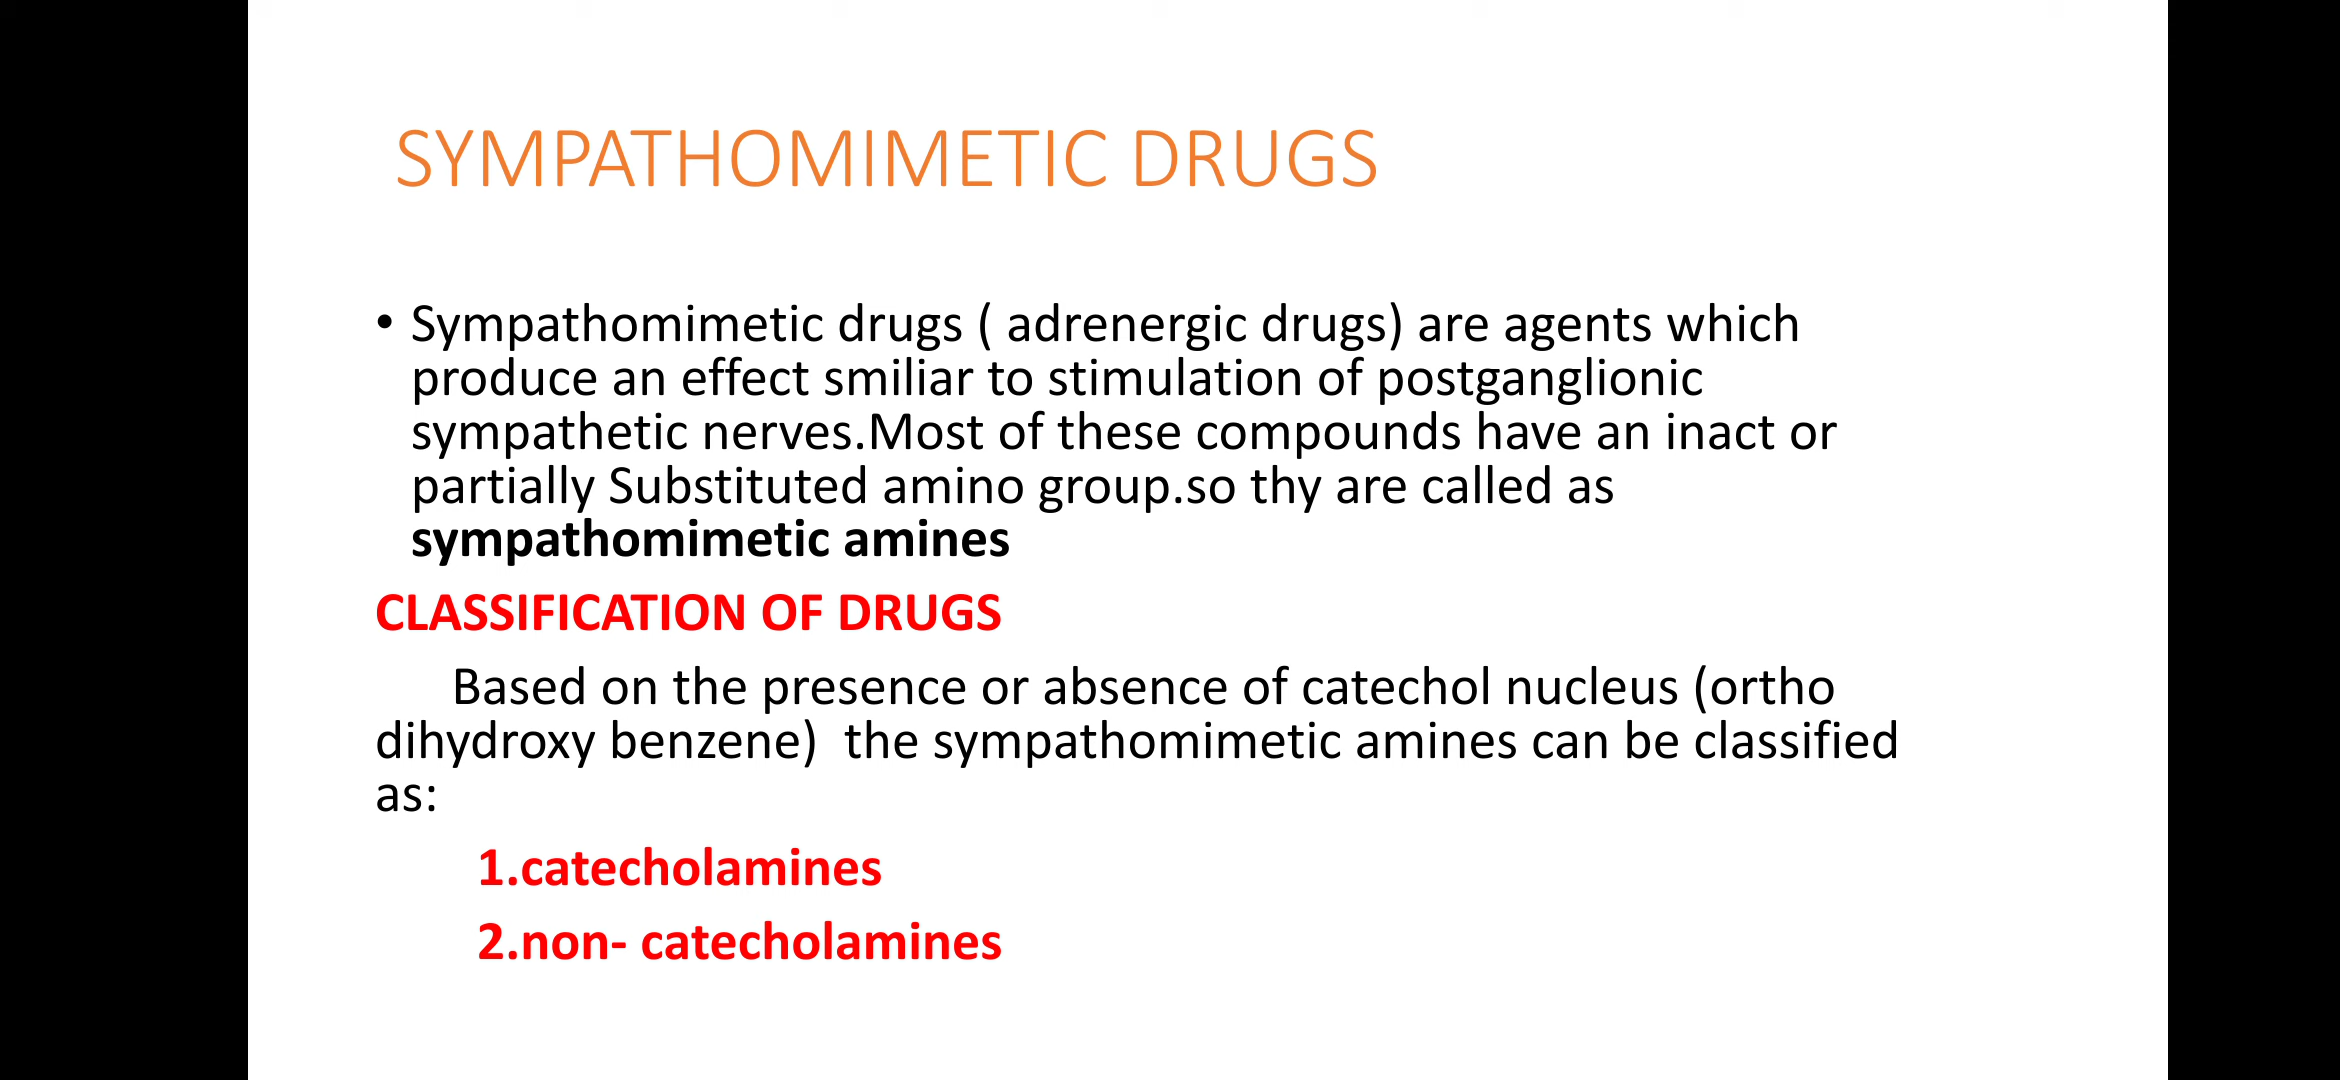 SYMPATHOMIMETIC DRUGS
• Sympathomimetic drugs ( adrenergic drugs) are agents which
produce an effect smiliar to stimulation of postganglionic
sympathetic nerves.Most of these compounds have an inact or
partially Substituted amino group.so thy are called as
sympathomimetic amines
CLASSIFICATION OF DRUGS
Based on the presence or absence of catechol nucleus (ortho
dihydroxy benzene)  the sympathomimetic amines can be classified
as:
1.catecholamines
2.non- catecholamines